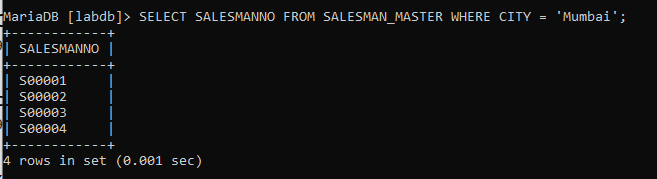 MariaDB [labdb]> SELECT SALESMANNO FROM SALESMAN_MASTER WHERE CITY = 'Mumbai';
+------------+
| SALESMANNO |
+------------+
| S00001     |
| S00002     |
| S00003     |
| S00004     |
+------------+
4 rows in set (0.001 sec)